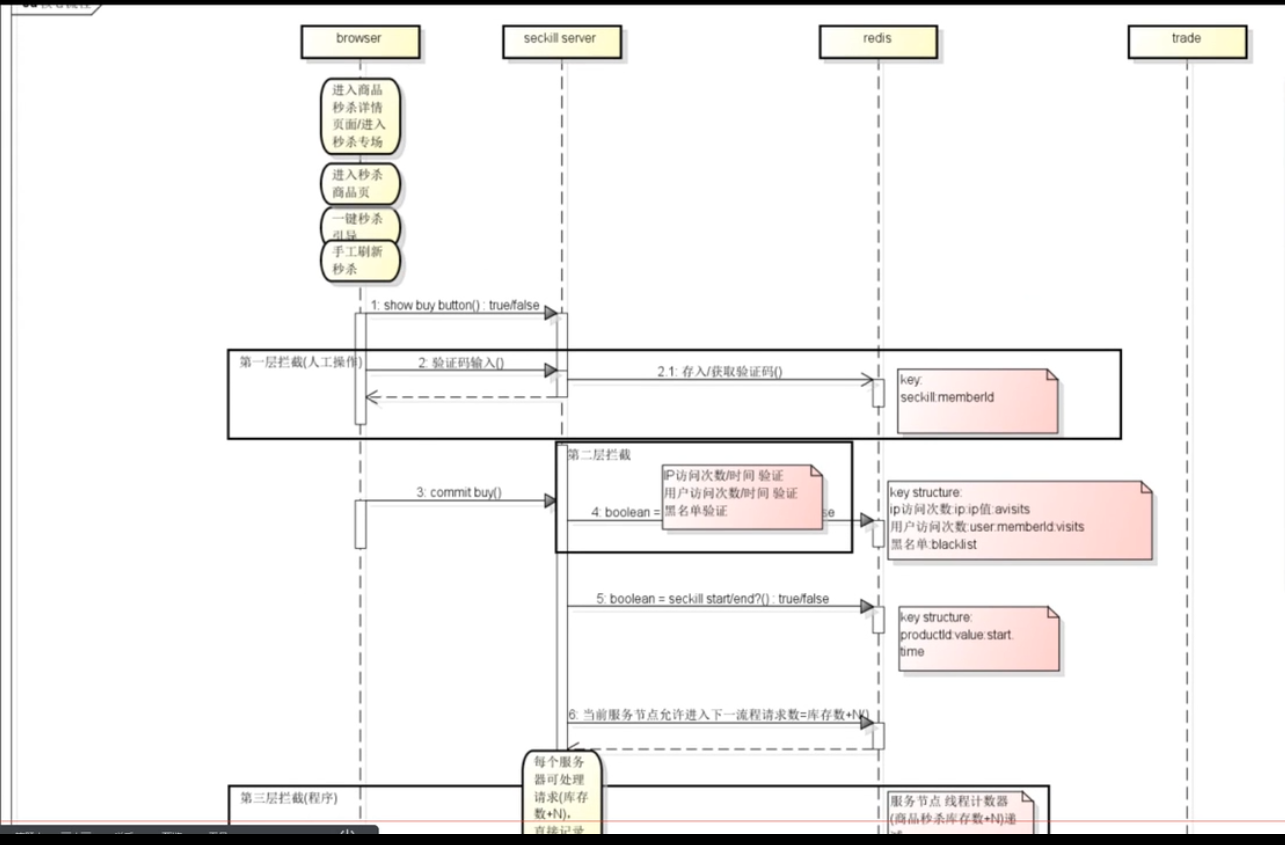 browser
seckill server
redis
trade
进入商品
秒杀详情
页面/进入
秒杀专场
进入秒杀
商品页
一键秒杀
引导
手工刷新
秒杀
1: show buy button() : true/false
第一层拦截(人工操作)
2: 验证码输入()
2.1: 存入/获取验证码()
key:
seckill:memberId
第二层拦截
IP访问次数/时间 验证
用户访问次数/时间 验证
黑名单验证
3: commit buy()
4: boolean =
se
key structure:
ip访问次数:ip:ip值:avisits
用户访问次数:user:memberId:visits
黑名单:blacklist
5: boolean = seckill start/end?() : true/false
key structure:
productId:value:start.
time
6: 当前服务节点允许进入下一流程请求数=库存数+N()
每个服务
器可处理
请求(库存
数+N),
直接记录
第三层拦截(程序)
服务节点 线程计数器
(商品秒杀库存数+N)递